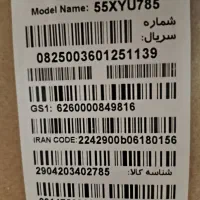 Model Name: 55XYU785
شماره
سریال:
0825003601251139
GS1: 6260000849816
IRAN CODE: 2242900b06180156
شناسه کالا: 2904203402785